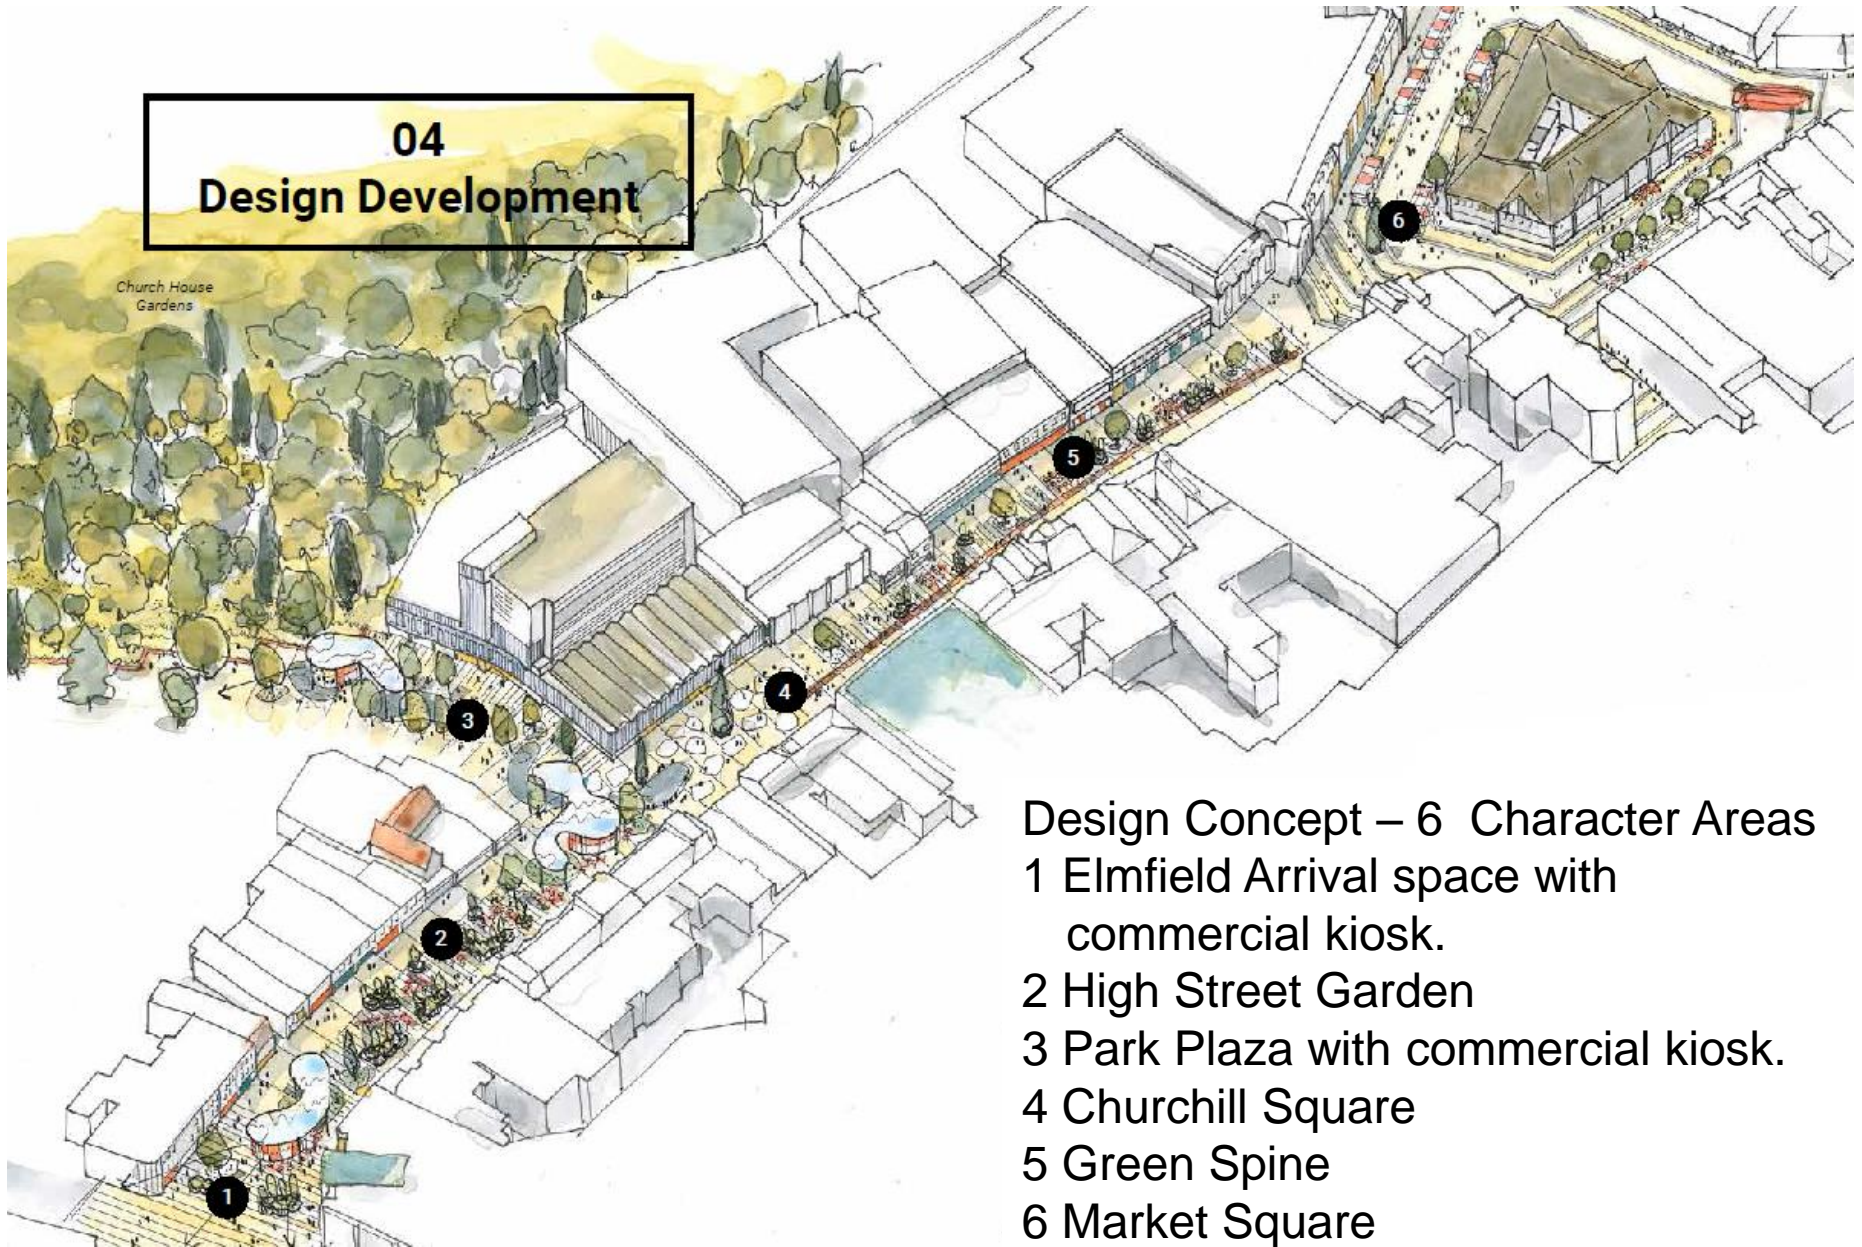 04
Design Development
Church House
Gardens
6
5
4
3
2
1
Design Concept – 6  Character Areas
1 Elmfield Arrival space with
commercial kiosk.
2 High Street Garden
3 Park Plaza with commercial kiosk.
4 Churchill Square
5 Green Spine
6 Market Square